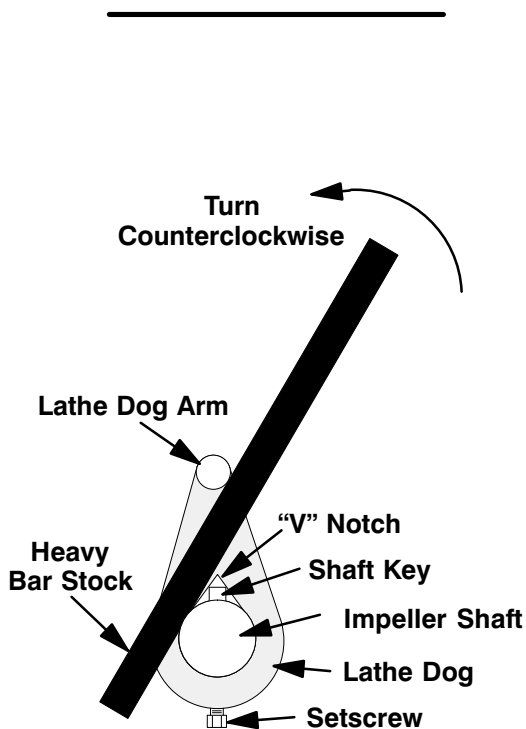 Turn
Counterclockwise
Lathe Dog Arm
“V” Notch
Heavy
Bar Stock
Shaft Key
Impeller Shaft
Lathe Dog
Setscrew